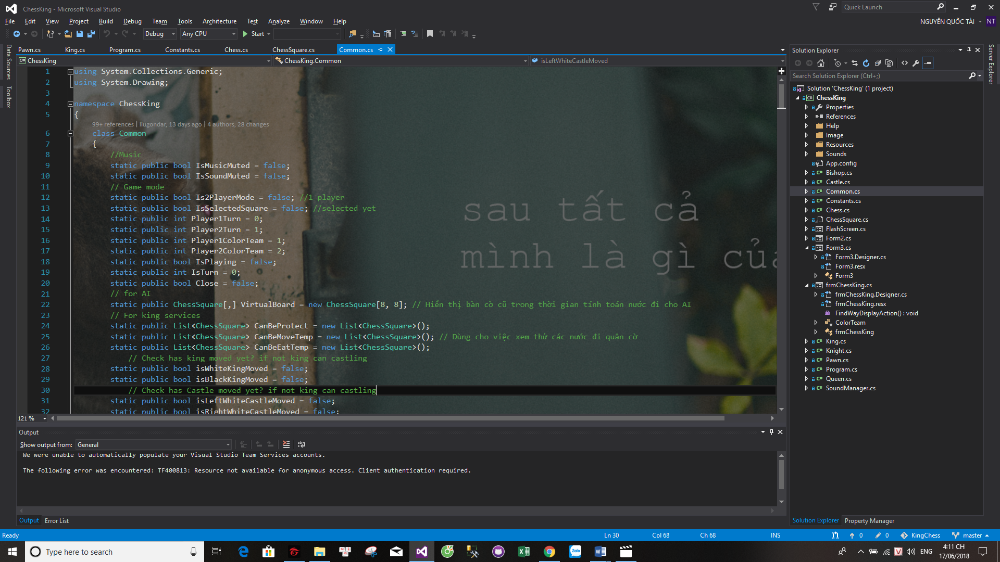 ChessKing - Microsoft Visual Studio
Quick Launch
File Edit View Project Build Debug Team Tools Architecture Test Analyze Window Help
NGUYỄN QUỐC TÀI NT
Debug Any CPU Start
Data Sources
Toolbox
Pawn.cs King.cs Program.cs Constants.cs Chess.cs ChessSquare.cs Common.cs
ChessKing ChessKing.Common isLeftWhiteCastleMoved
1 using System.Collections.Generic;
2 using System.Drawing;
3
4 namespace ChessKing
5 {
99+ references | liugondar, 13 days ago | 4 authors, 28 changes
6 class Common
7 {
8 //Music
9 static public bool IsMusicMuted = false;
10 static public bool IsSoundMuted = false;
11 // Game mode
12 static public bool Is2PlayerMode = false; //1 player
13 static public bool IsSelectedSquare = false; //selected yet
14 static public int Player1Turn = 0;
15 static public int Player2Turn = 1;
16 static public int Player1ColorTeam = 1;
17 static public int Player2ColorTeam = 2;
18 static public bool IsPlaying = false;
19 static public int IsTurn = 0;
20 static public bool Close = false;
21 // for AI
22 static public ChessSquare[,] VirtualBoard = new ChessSquare[8, 8]; // Hiển thị bàn cờ cũ trong thời gian tính toán nước đi cho AI
23 // For king services
24 static public List<ChessSquare> CanBeProtect = new List<ChessSquare>();
25 static public List<ChessSquare> CanBeMoveTemp = new List<ChessSquare>(); // Dùng cho việc xem thử các nước đi quân cờ
26 static public List<ChessSquare> CanBeEatTemp = new List<ChessSquare>();
27 // Check has king moved yet? if not king can castling
28 static public bool isWhiteKingMoved = false;
29 static public bool isBlackKingMoved = false;
30 // Check has Castle moved yet? if not king can castling
31 static public bool isLeftWhiteCastleMoved = false;
32 static public bool isRightWhiteCastleMoved = false;
sau tất cả
mình là gì của
121 %
Output
Show output from: General
We were unable to automatically populate your Visual Studio Team Services accounts.
The following error was encountered: TF400813: Resource not available for anonymous access. Client authentication required.
Output Error List
Solution Explorer
Search Solution Explorer (Ctrl+;)
Solution 'ChessKing' (1 project)
ChessKing
Properties
References
Help
Image
Resources
Sounds
App.config
Bishop.cs
Castle.cs
Common.cs
Constants.cs
Chess.cs
ChessSquare.cs
FlashScreen.cs
Form2.cs
Form3.cs
Form3.Designer.cs
Form3.resx
Form3
frmChessKing.cs
frmChessKing.Designer.cs
frmChessKing.resx
FindWayDisplayAction() : void
ColorTeam
frmChessKing
King.cs
Knight.cs
Pawn.cs
Program.cs
Queen.cs
SoundManager.cs
Solution Explorer Property Manager
Server Explorer
Ready Ln 30 Col 68 Ch 68 INS 0 0 KingChess master
Type here to search
Zalo
ENG
4:11 CH
17/06/2018